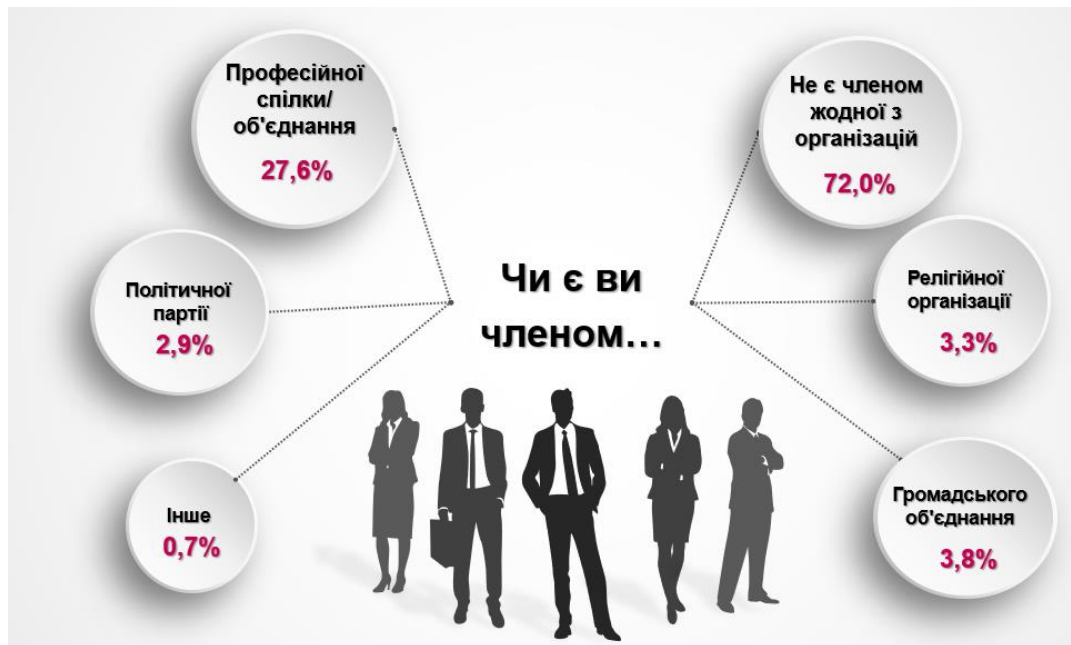 Професійної
спілки/
об'єднання
27,6%
Не є членом
жодної з
організацій
72,0%
Чи є ви
членом...
Політичної
партії
2,9%
Релігійної
організації
3,3%
Інше
0,7%
Громадського
об'єднання
3,8%